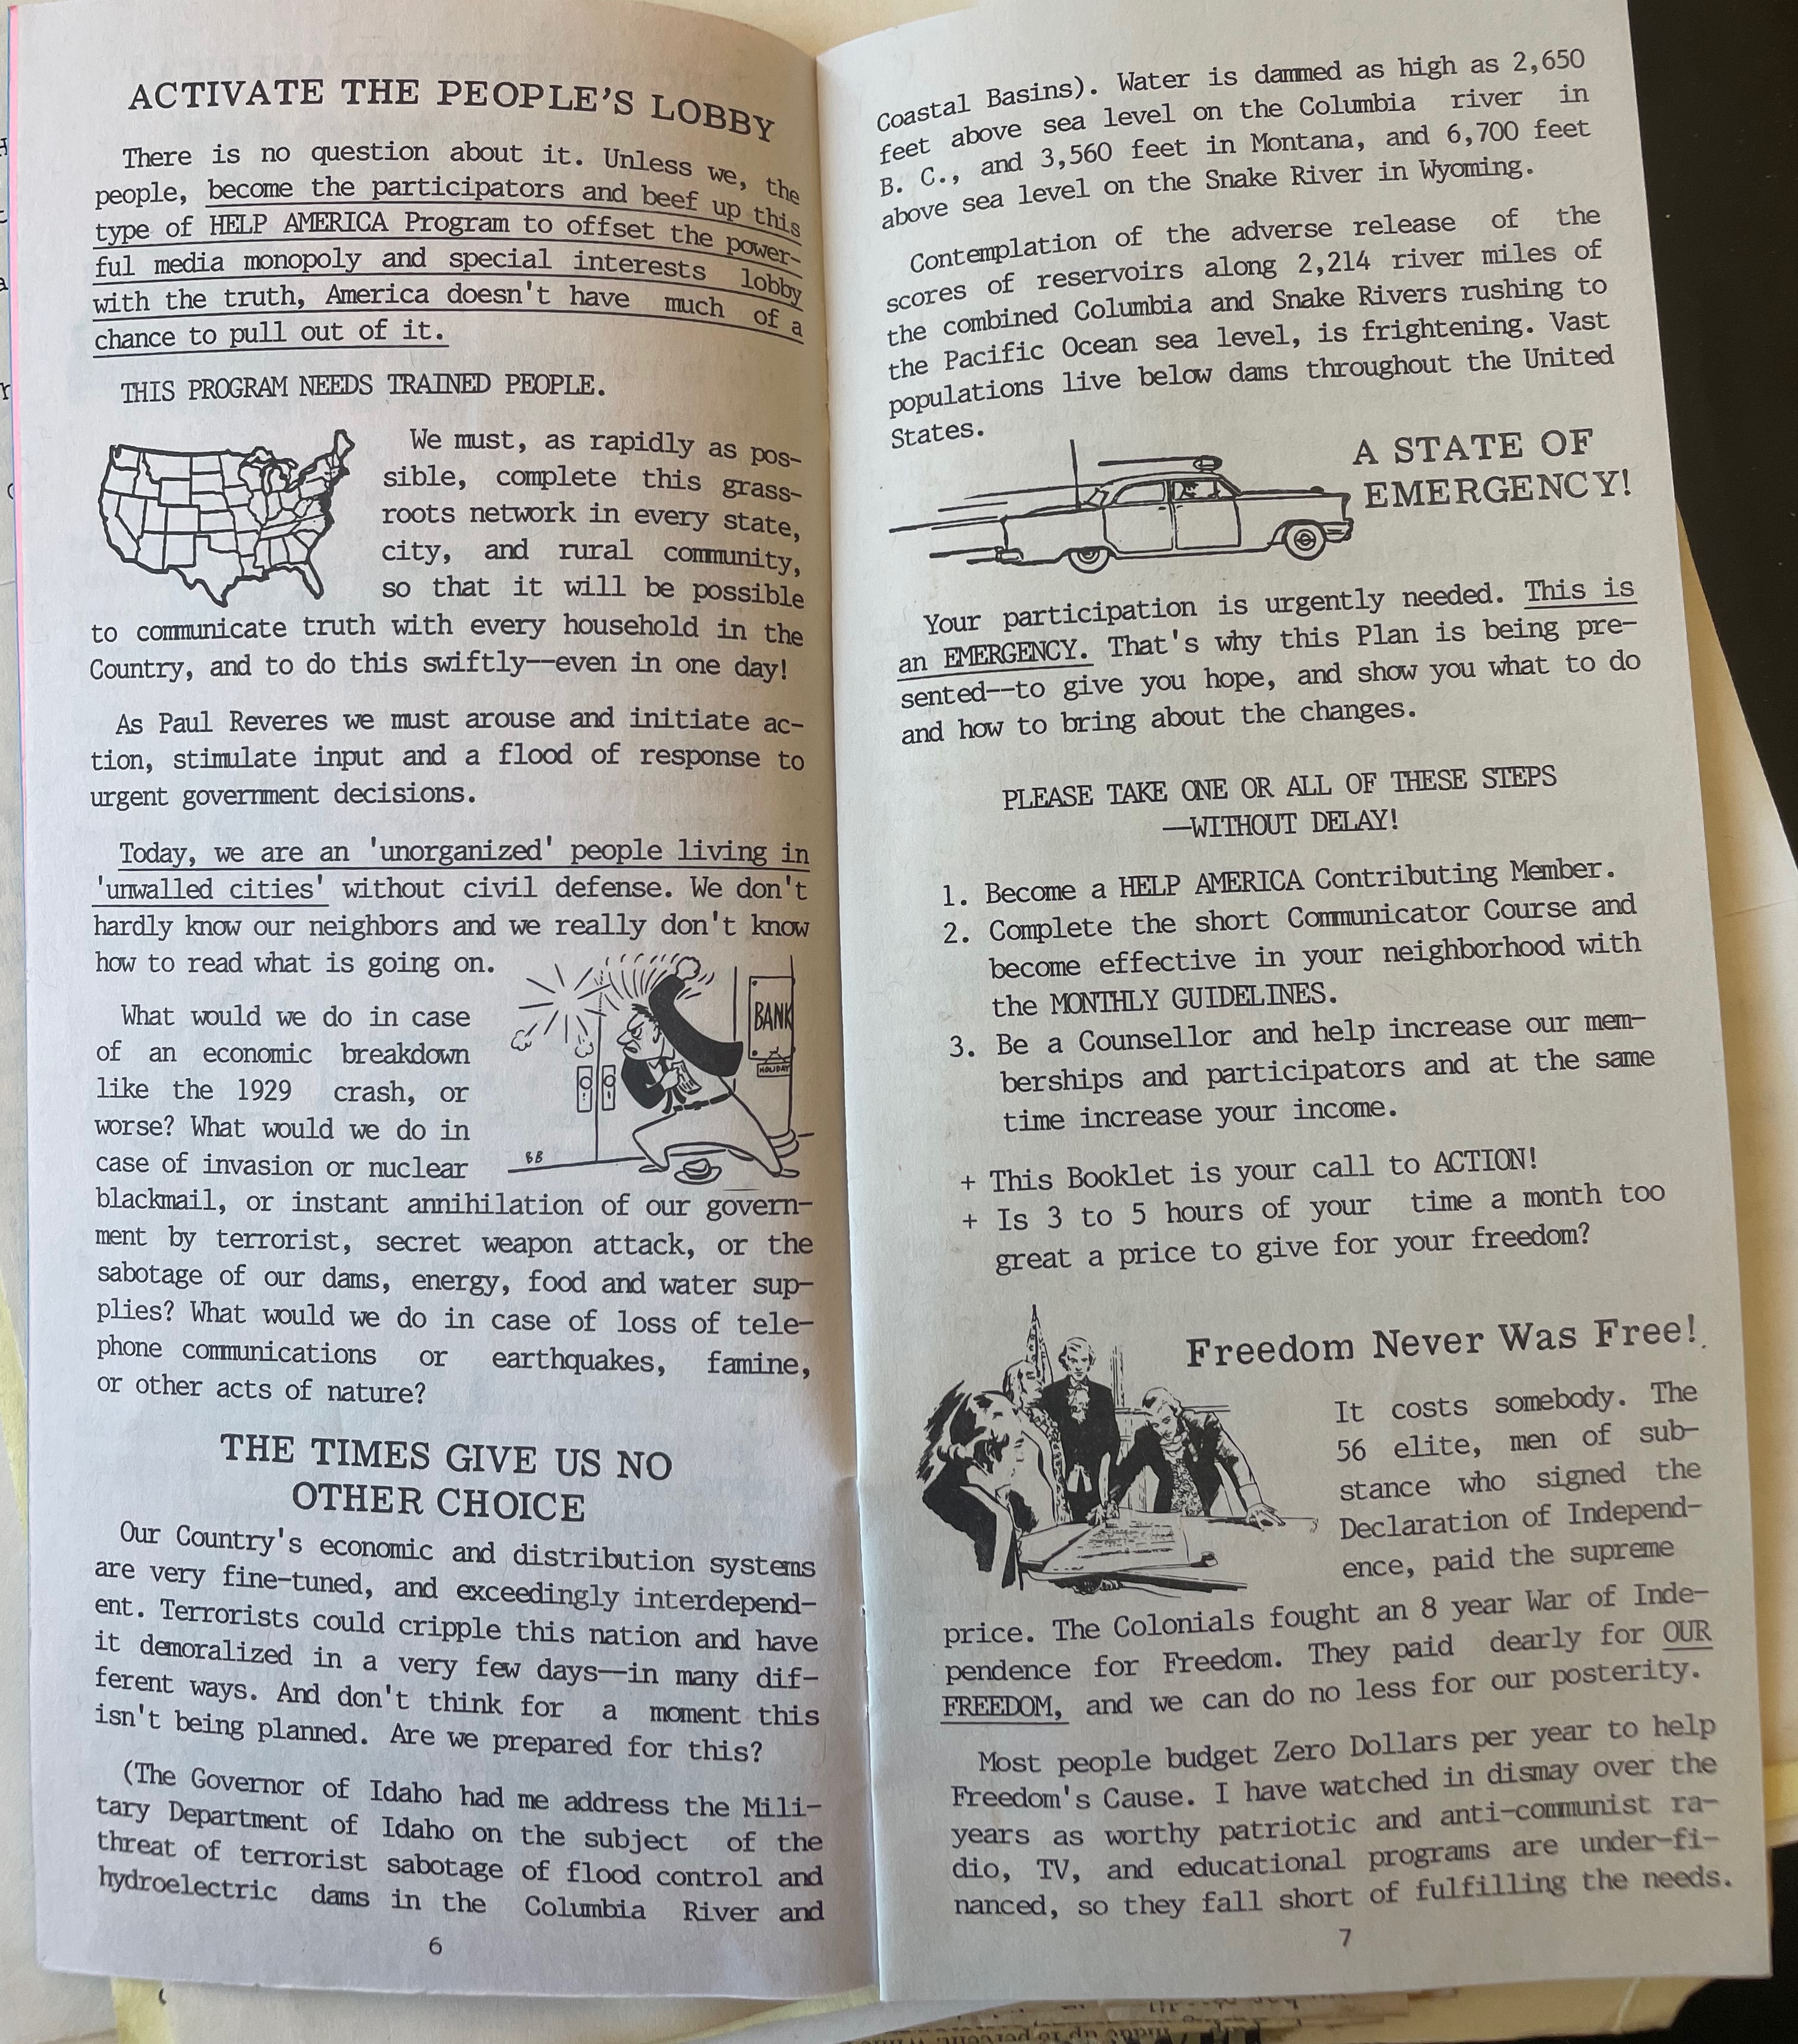 ACTIVATE THE PEOPLE'S LOBBY
There is no question about it. Unless we, the
people, become the participators and beef up this
type of HELP AMERICA Program to offset the power-
ful media monopoly and special interests lobby
with the truth, America doesn't have much of a
chance to pull out of it.
THIS PROGRAM NEEDS TRAINED PEOPLE.
We must, as rapidly as pos-
sible, complete this grass-
roots network in every state,
city, and rural community,
so that it will be possible
to communicate truth with every household in the
Country, and to do this swiftly--even in one day!
As Paul Reveres we must arouse and initiate ac-
tion, stimulate input and a flood of response to
urgent government decisions.
Today, we are an 'unorganized' people living in
'unwalled cities' without civil defense. We don't
hardly know our neighbors and we really don't know
how to read what is going on.
BANK
HOLIDAY
BB
What would we do in case
of an economic breakdown
like the 1929 crash, or
worse? What would we do in
case of invasion or nuclear
blackmail, or instant annihilation of our govern-
ment by terrorist, secret weapon attack, or the
sabotage of our dams, energy, food and water sup-
plies? What would we do in case of loss of tele-
phone communications or earthquakes, famine,
or other acts of nature?
THE TIMES GIVE US NO
OTHER CHOICE
Our Country's economic and distribution systems
are very fine-tuned, and exceedingly interdepend-
ent. Terrorists could cripple this nation and have
it demoralized in a very few days--in many dif-
ferent ways. And don't think for a moment this
isn't being planned. Are we prepared for this?
(The Governor of Idaho had me address the Mili-
tary Department of Idaho on the subject of the
threat of terrorist sabotage of flood control and
hydroelectric dams in the Columbia River and
6
Coastal Basins). Water is dammed as high as 2,650
feet above sea level on the Columbia river in
B. C., and 3,560 feet in Montana, and 6,700 feet
above sea level on the Snake River in Wyoming.
Contemplation of the adverse release of the
scores of reservoirs along 2,214 river miles of
the combined Columbia and Snake Rivers rushing to
the Pacific Ocean sea level, is frightening. Vast
populations live below dams throughout the United
States.
A STATE OF
EMERGENCY!
Your participation is urgently needed. This is
an EMERGENCY. That's why this Plan is being pre-
sented--to give you hope, and show you what to do
and how to bring about the changes.
PLEASE TAKE ONE OR ALL OF THESE STEPS
—WITHOUT DELAY!
1. Become a HELP AMERICA Contributing Member.
2. Complete the short Communicator Course and
become effective in your neighborhood with
the MONTHLY GUIDELINES.
3. Be a Counsellor and help increase our mem-
berships and participators and at the same
time increase your income.
+ This Booklet is your call to ACTION!
+ Is 3 to 5 hours of your time a month too
great a price to give for your freedom?
Freedom Never Was Free!
It costs somebody. The
56 elite, men of sub-
stance who signed the
Declaration of Independ-
ence, paid the supreme
price. The Colonials fought an 8 year War of Inde-
pendence for Freedom. They paid dearly for OUR
FREEDOM, and we can do no less for our posterity.
Most people budget Zero Dollars per year to help
Freedom's Cause. I have watched in dismay over the
years as worthy patriotic and anti-communist ra-
dio, TV, and educational programs are under-fi-
nanced, so they fall short of fulfilling the needs.
7